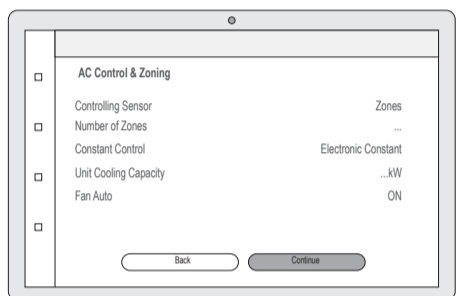 AC Control & Zoning
Controlling Sensor Zones
Number of Zones ...
Constant Control Electronic Constant
Unit Cooling Capacity ...kW
Fan Auto ON
Back Continue